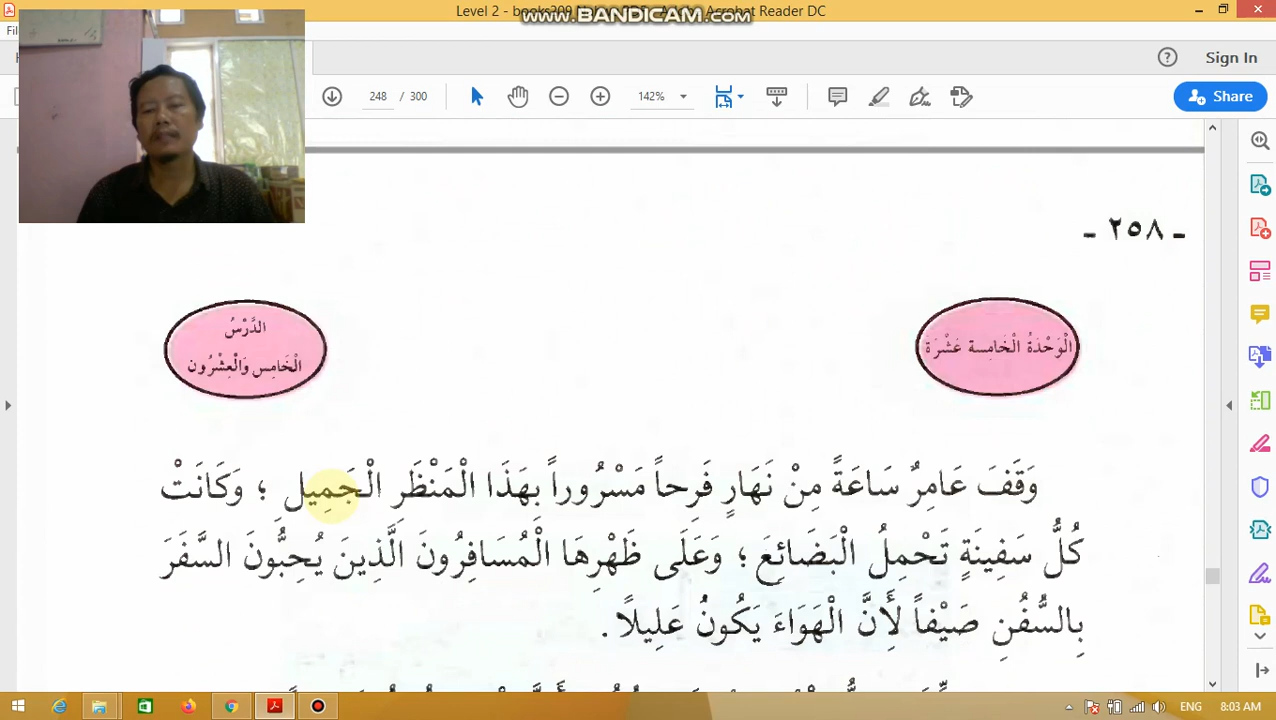 Level 2 - book
Acrobat Reader DC
www.BANDICAM.com
Fil
Sign In
248 / 300
142%
Share
- ٢٥٨ -
الْوَحْدَةُ الْخَامِسة عَشْرَة
الدَّرْسُ
الْخَامِس وَالْعِشْرُون
وَقَفَ عَامِرٌ سَاعَةً مِنْ نَهَارٍ فَرِحاً مَسْرُوراً بِهَذَا الْمَنْظَرِ الْجَمِيلِ ؛ وَكَانَتْ
كُلُّ سَفِينَةٍ تَحْمِلُ الْبَضَائِعَ ؛ وَعَلَى ظَهْرِهَا الْمُسَافِرُونَ الَّذِينَ يُحِبُّونَ السَّفَرَ
بِالسُّفُنِ صَيْفاً لَأَنَّ الْهَوَاءَ يَكُونُ عَلِيلاً .
ENG
8:03 AM